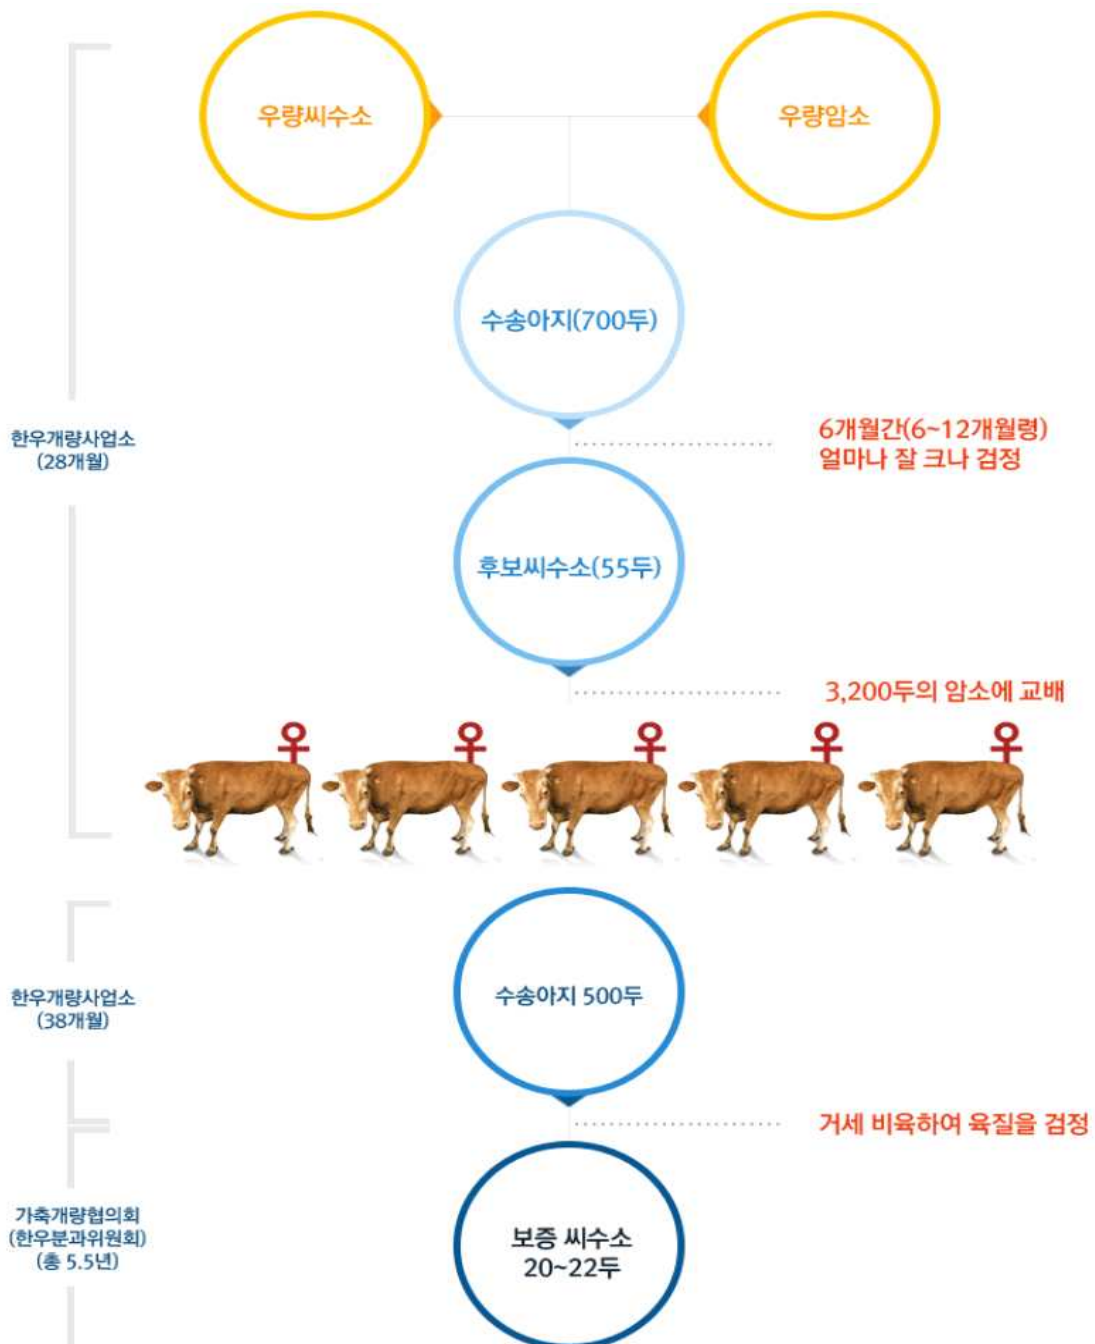 우량씨수소
우량암소
수송아지(700두)
한우개량사업소
(28개월)
6개월간(6~12개월령)
얼마나 잘 크나 검정
후보씨수소(55두)
3,200두의 암소에 교배
한우개량사업소
(38개월)
수송아지 500두
거세 비육하여 육질을 검정
가축개량협의회
(한우분과위원회)
(총 5.5년)
보증 씨수소
20~22두